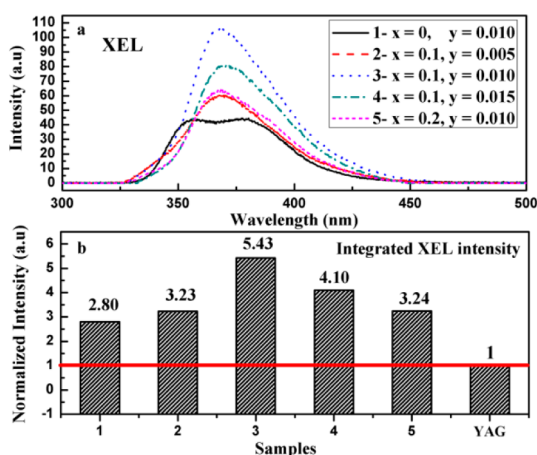 110
100
90
80
70
60
50
40
30
20
10
0
Intensity (a.u)
a
XEL
1- x = 0, y = 0.010
2- x = 0.1, y = 0.005
3- x = 0.1, y = 0.010
4- x = 0.1, y = 0.015
5- x = 0.2, y = 0.010
300 350 400 450 500
Wavelength (nm)
6
5
4
3
2
1
0
-1
Normalized Intensity (a.u)
b
Integrated XEL intensity
2.80
3.23
5.43
4.10
3.24
1
1 2 3 4 5 YAG
Samples